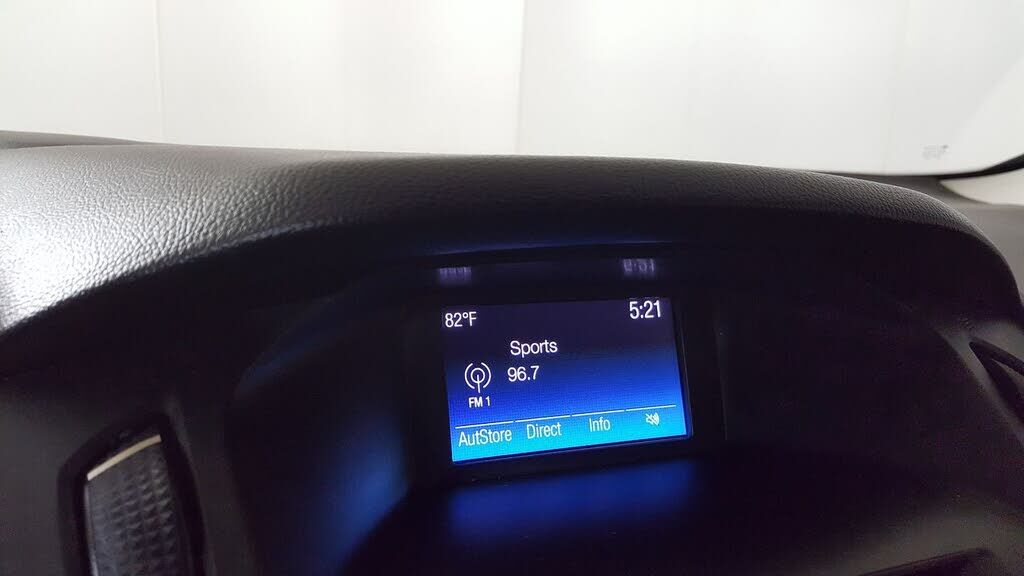 82°F
5:21
Sports
96.7
FM 1
AutStore Direct Info